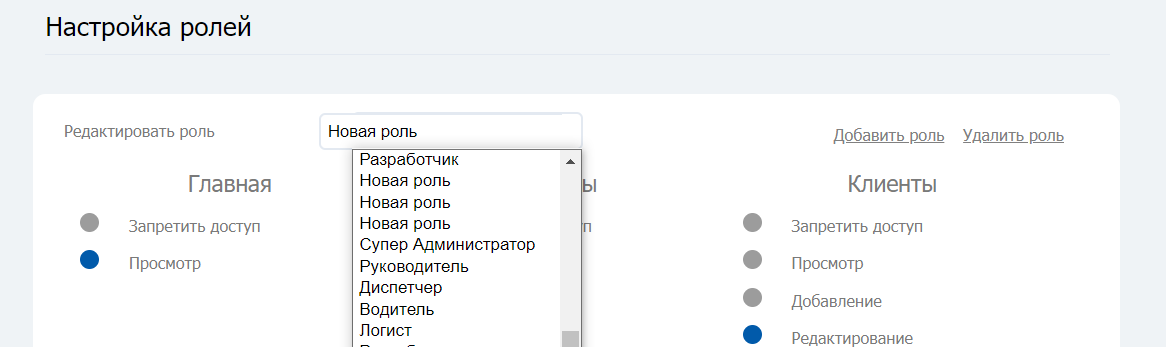 Настройка ролей
Редактировать роль
Новая роль
Добавить роль Удалить роль
Разработчик
Новая роль
Новая роль
Новая роль
Супер Администратор
Руководитель
Диспетчер
Водитель
Логист
Главная
Запретить доступ
Просмотр
Клиенты
Запретить доступ
Просмотр
Добавление
Редактирование